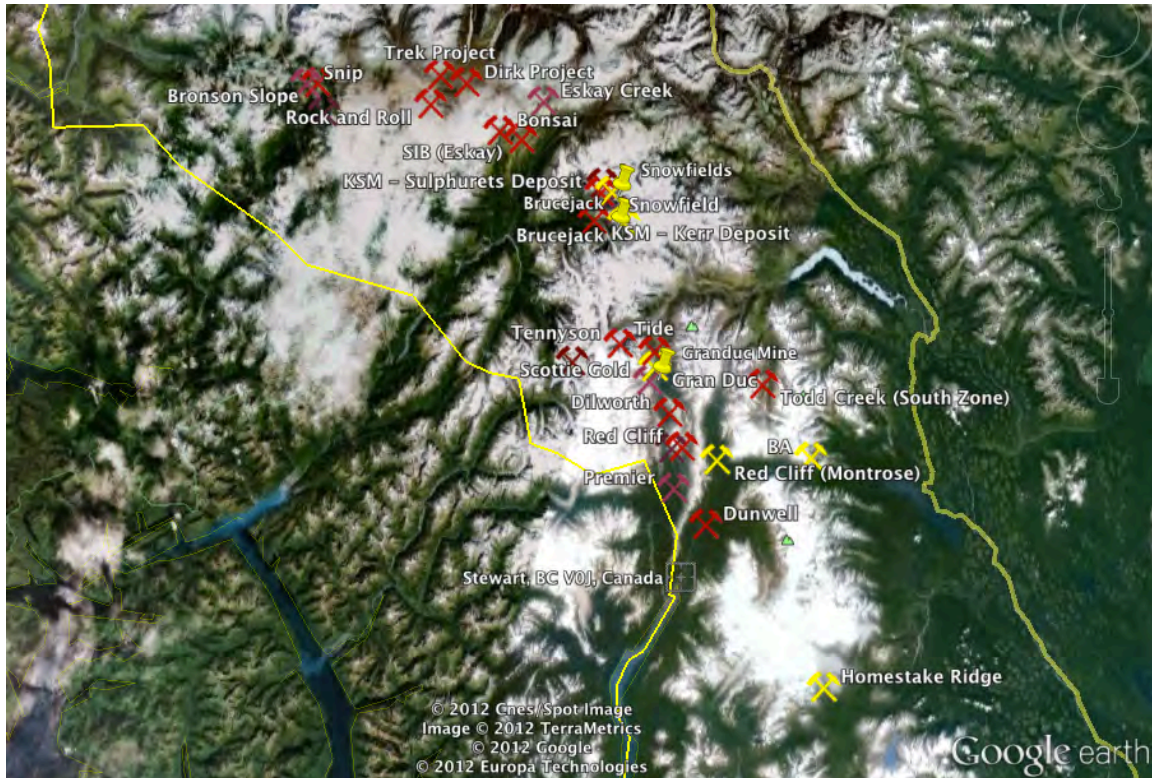 Trek Project
Snip
Dirk Project
Bronson Slope
Eskay Creek
Rock and Roll
Bonsai
SIB (Eskay)
Snowfields
KSM - Sulphurets Deposit
Brucejack
Snowfield
Brucejack
KSM - Kerr Deposit
Tennyson
Tide
Granduc Mine
Scottie Gold
Gran Duc
Dilworth
Todd Creek (South Zone)
Red Cliff
BA
Red Cliff (Montrose)
Premier
Dunwell
Stewart, BC V0J, Canada
Homestake Ridge
© 2012 Cnes/Spot Image
Image © 2012 TerraMetrics
© 2012 Google
© 2012 Europa Technologies
Google earth